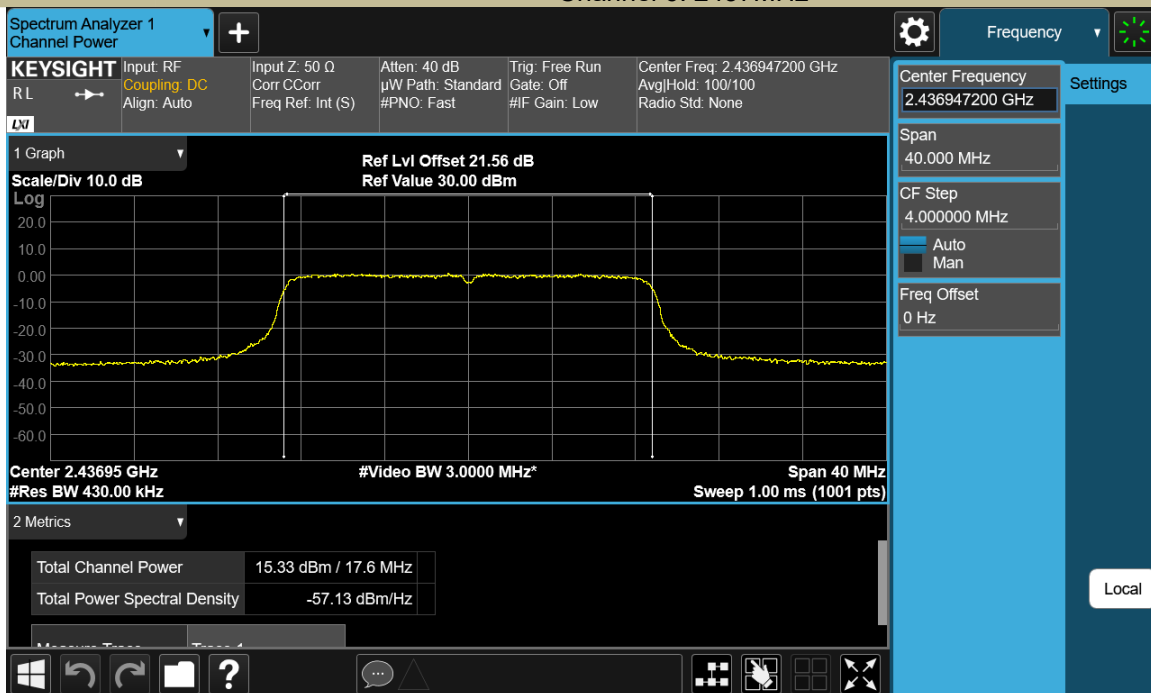 Spectrum Analyzer 1
Channel Power
+
Frequency
KEYSIGHT
R L
LXI
Input: RF
Coupling: DC
Align: Auto
Input Z: 50 Ω
Corr CCorr
Freq Ref: Int (S)
Atten: 40 dB
µW Path: Standard
#PNO: Fast
Trig: Free Run
Gate: Off
#IF Gain: Low
Center Freq: 2.436947200 GHz
Avg|Hold: 100/100
Radio Std: None
Center Frequency
2.436947200 GHz
Settings
Span
40.000 MHz
CF Step
4.000000 MHz
Auto
Man
Freq Offset
0 Hz
1 Graph
Scale/Div 10.0 dB
Ref Lvl Offset 21.56 dB
Ref Value 30.00 dBm
Log
20.0
10.0
0.00
-10.0
-20.0
-30.0
-40.0
-50.0
-60.0
Center 2.43695 GHz
#Video BW 3.0000 MHz*
Span 40 MHz
#Res BW 430.00 kHz
Sweep 1.00 ms (1001 pts)
2 Metrics
Total Channel Power 15.33 dBm / 17.6 MHz
Total Power Spectral Density -57.13 dBm/Hz
Local
?